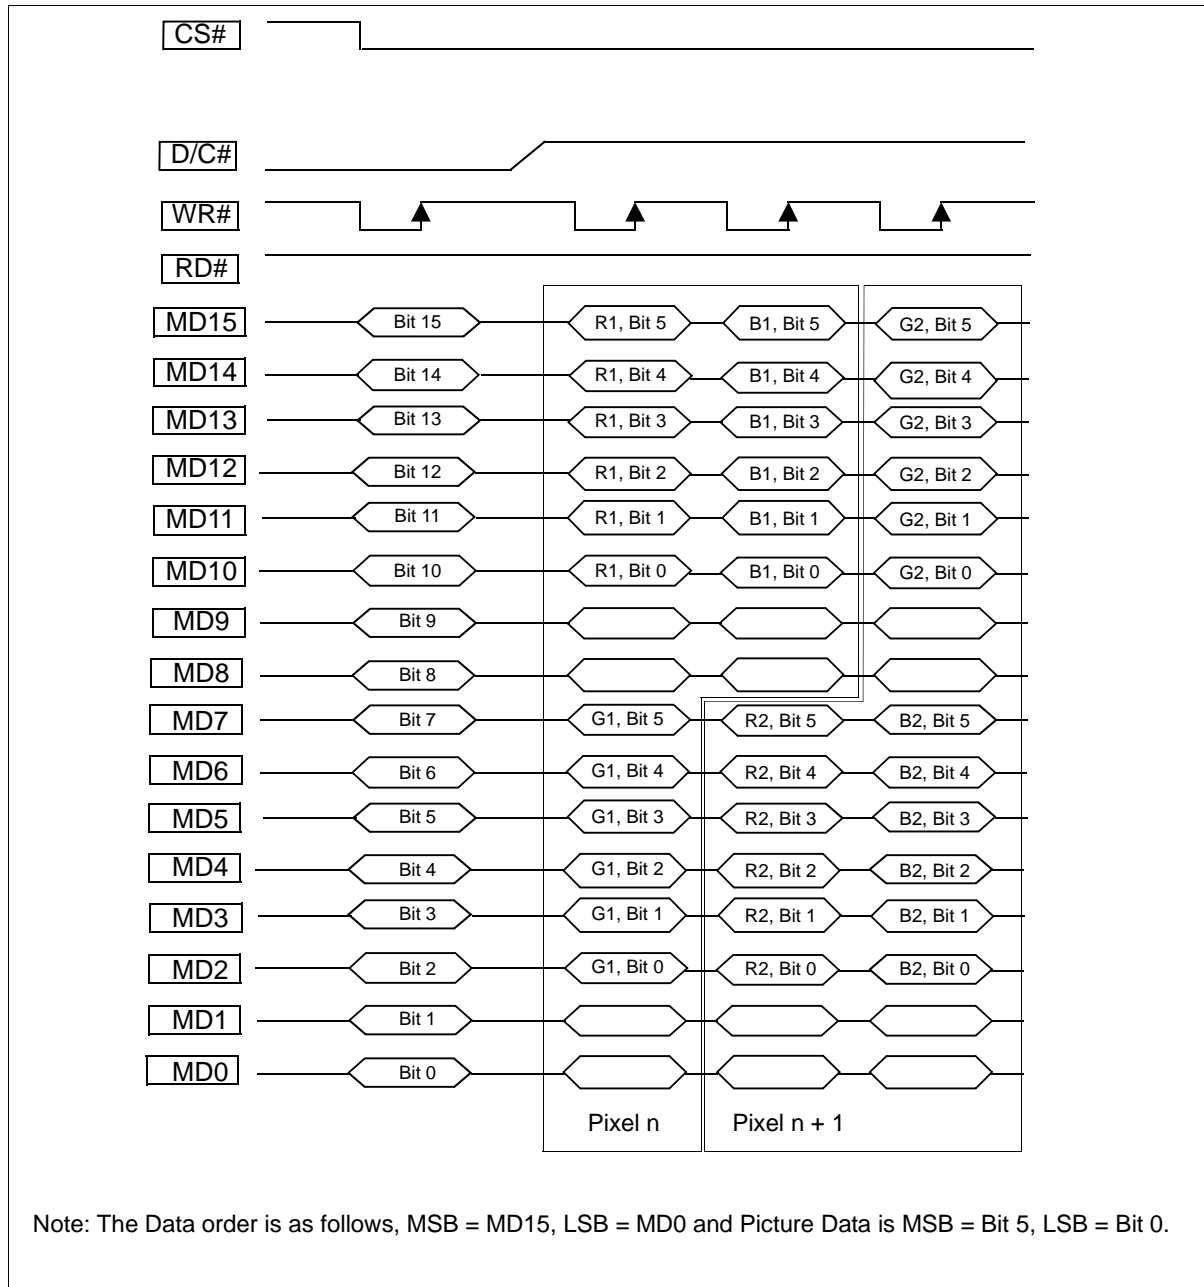 CS#
D/C#
WR#
RD#
MD15 Bit 15 R1, Bit 5 B1, Bit 5 G2, Bit 5
MD14 Bit 14 R1, Bit 4 B1, Bit 4 G2, Bit 4
MD13 Bit 13 R1, Bit 3 B1, Bit 3 G2, Bit 3
MD12 Bit 12 R1, Bit 2 B1, Bit 2 G2, Bit 2
MD11 Bit 11 R1, Bit 1 B1, Bit 1 G2, Bit 1
MD10 Bit 10 R1, Bit 0 B1, Bit 0 G2, Bit 0
MD9 Bit 9
MD8 Bit 8
MD7 Bit 7 G1, Bit 5 R2, Bit 5 B2, Bit 5
MD6 Bit 6 G1, Bit 4 R2, Bit 4 B2, Bit 4
MD5 Bit 5 G1, Bit 3 R2, Bit 3 B2, Bit 3
MD4 Bit 4 G1, Bit 2 R2, Bit 2 B2, Bit 2
MD3 Bit 3 G1, Bit 1 R2, Bit 1 B2, Bit 1
MD2 Bit 2 G1, Bit 0 R2, Bit 0 B2, Bit 0
MD1 Bit 1
MD0 Bit 0
Pixel n Pixel n + 1
Note: The Data order is as follows, MSB = MD15, LSB = MD0 and Picture Data is MSB = Bit 5, LSB = Bit 0.